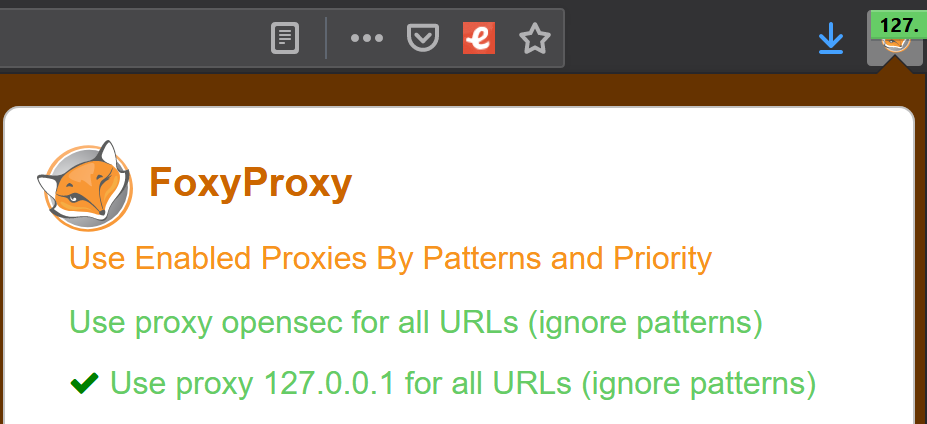 127.
FoxyProxy
Use Enabled Proxies By Patterns and Priority
Use proxy opensec for all URLs (ignore patterns)
Use proxy 127.0.0.1 for all URLs (ignore patterns)